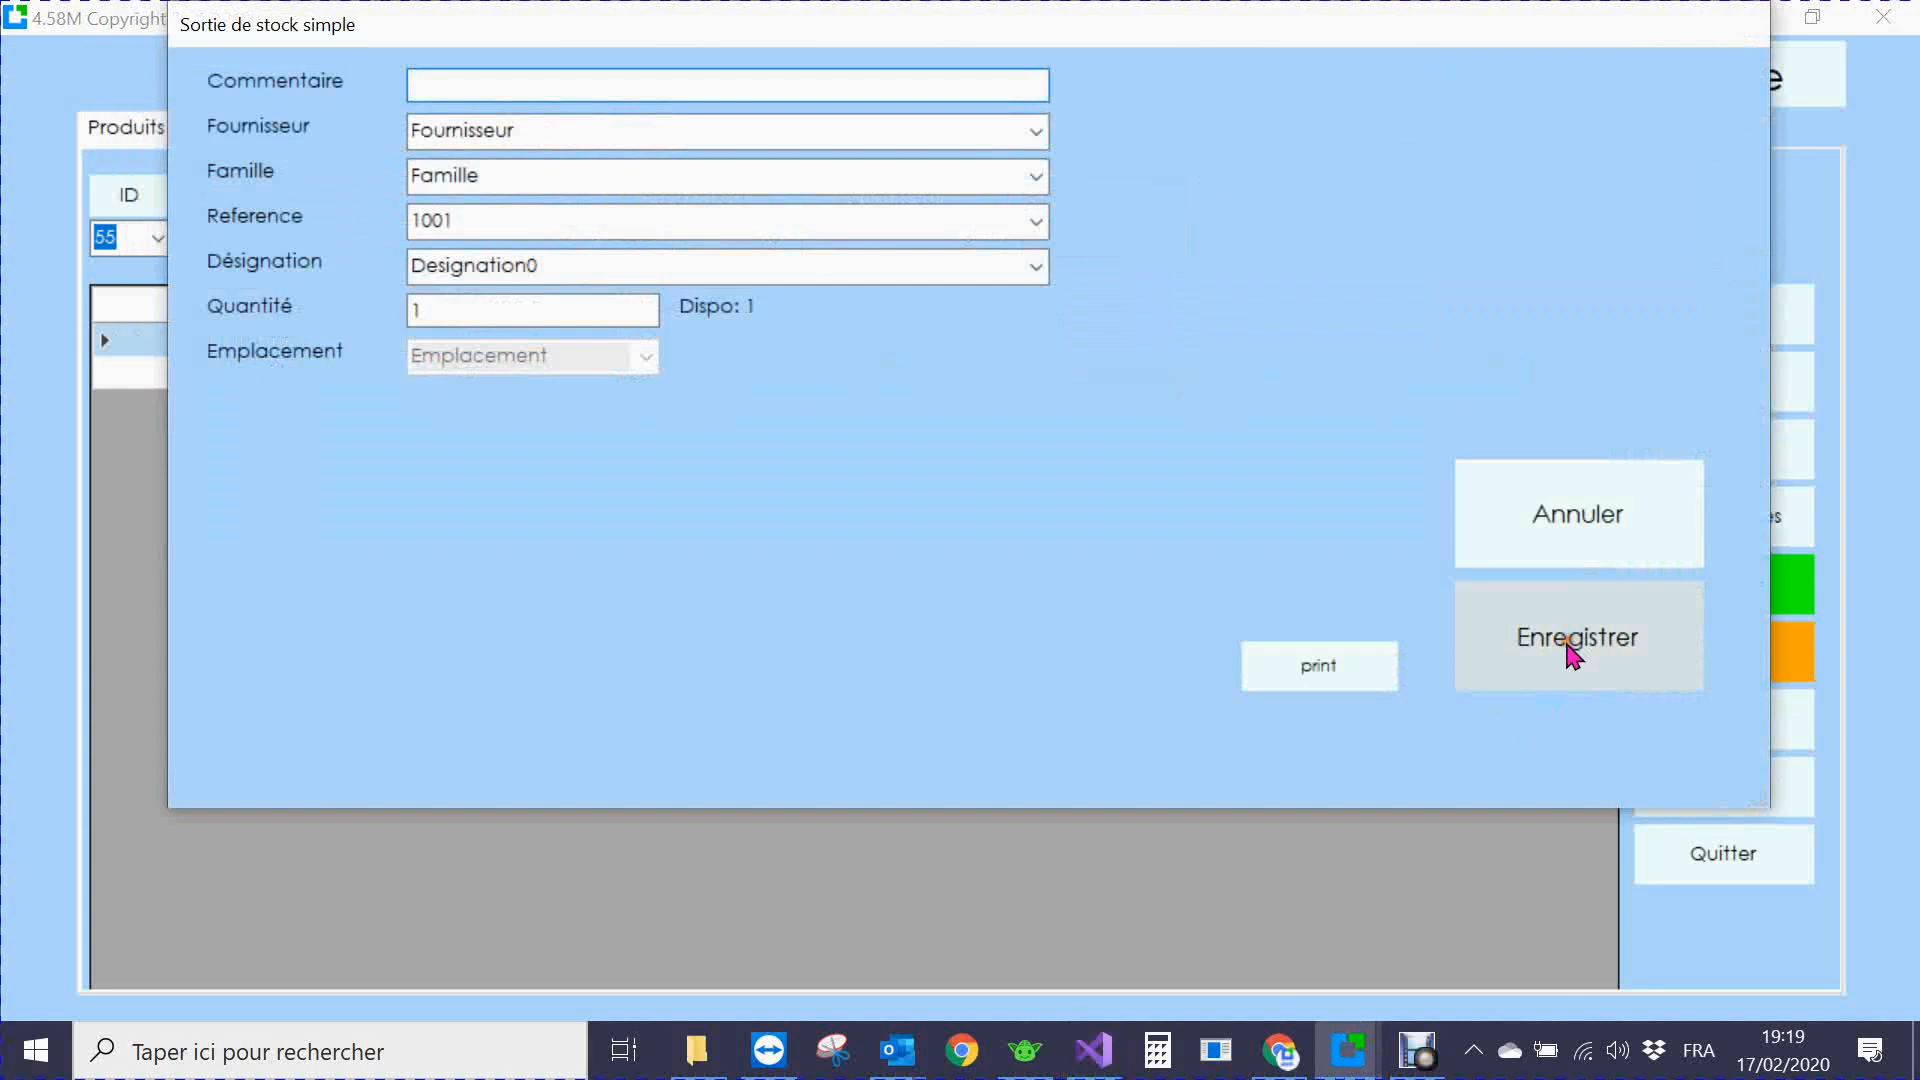 4.58M Copyright
Sortie de stock simple
e
Commentaire
Fournisseur Fournisseur
Famille Famille
Reference 1001
Désignation Designation0
Quantité 1 Dispo: 1
Emplacement Emplacement
Produits
ID
55
Annuler
es
Enregistrer
print
Quitter
Taper ici pour rechercher
FRA
19:19
17/02/2020